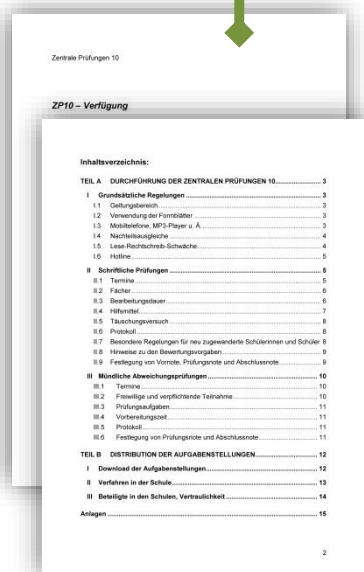 Zentrale Prüfungen 10
ZP10 – Verfügung
Inhaltsverzeichnis:
TEIL A DURCHFÜHRUNG DER ZENTRALEN PRÜFUNGEN 10 3
I Grundsätzliche Regelungen 3
I.1 Geltungsbereich 3
I.2 Verwendung der Formblätter 3
I.3 Mobiltelefone, MP3-Player u. Ä. 3
I.4 Nachteilsausgleiche 4
I.5 Lese-Rechtschreib-Schwäche 4
I.6 Hotline 5
II Schriftliche Prüfungen 5
II.1 Termine 5
II.2 Fächer 6
II.3 Bearbeitungsdauer 6
II.4 Hilfsmittel 7
II.5 Täuschungsversuch 8
II.6 Protokoll 8
II.7 Besondere Regelungen für neu zugewanderte Schülerinnen und Schüler 8
II.8 Hinweise zu den Bewertungsvorgaben 9
II.9 Festlegung von Vornote, Prüfungsnote und Abschlussnote 9
III Mündliche Abweichungsprüfungen 10
III.1 Termine 10
III.2 Freiwillige und verpflichtende Teilnahme 10
III.3 Prüfungsaufgaben 11
III.4 Vorbereitungszeit 11
III.5 Protokoll 11
III.6 Festlegung von Prüfungsnote und Abschlussnote 11
TEIL B DISTRIBUTION DER AUFGABENSTELLUNGEN 12
I Download der Aufgabenstellungen 12
II Verfahren in der Schule 13
III Beteiligte in den Schulen, Vertraulichkeit 14
Anlagen 15
2